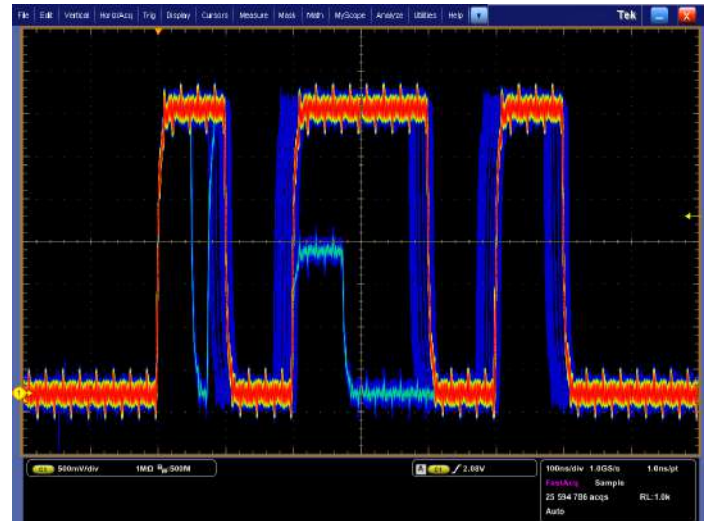 File Edit Vertical Horiz/Acq Trig Display Cursors Measure Mask Math MyScope Analyze Utilities Help Tek
1
C1 500mV/div 1MΩ BW:500M
A C1 2.08V
100ns/div 1.0GS/s 1.0ns/pt
FastAcq Sample
25 594 786 acqs RL:1.0k
Auto